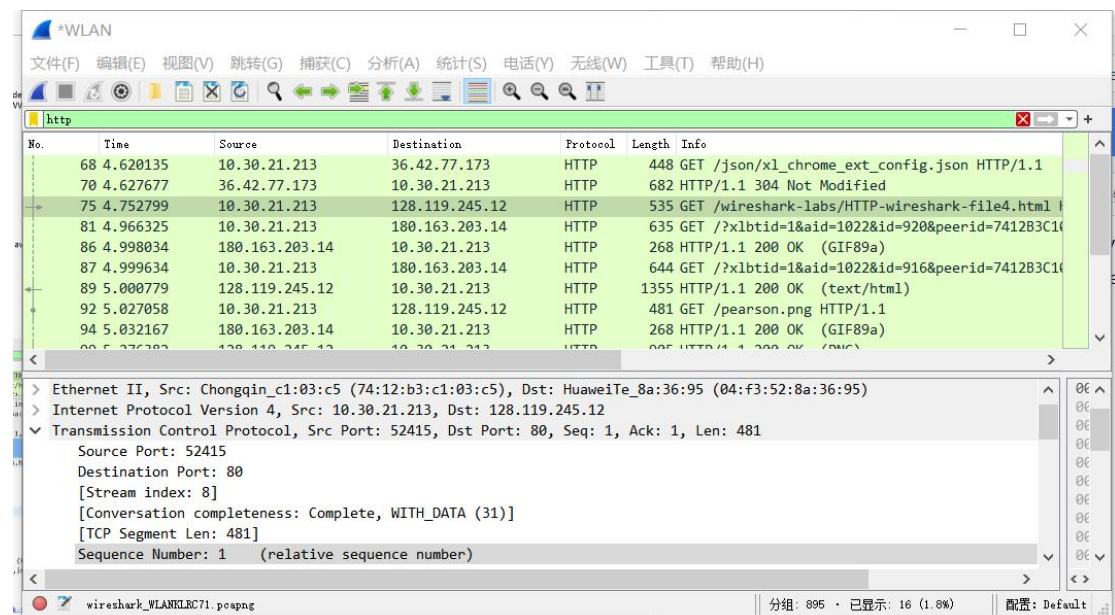 *WLAN
文件(F) 编辑(E) 视图(V) 跳转(G) 捕获(C) 分析(A) 统计(S) 电话(Y) 无线(W) 工具(T) 帮助(H)
http
No. Time Source Destination Protocol Length Info
68 4.620135 10.30.21.213 36.42.77.173 HTTP 448 GET /json/xl_chrome_ext_config.json HTTP/1.1
70 4.627677 36.42.77.173 10.30.21.213 HTTP 682 HTTP/1.1 304 Not Modified
75 4.752799 10.30.21.213 128.119.245.12 HTTP 535 GET /wireshark-labs/HTTP-wireshark-file4.html
81 4.966325 10.30.21.213 180.163.203.14 HTTP 635 GET /?xlbtid=1&aid=1022&id=920&peerid=7412B3C1
86 4.998034 180.163.203.14 10.30.21.213 HTTP 268 HTTP/1.1 200 OK (GIF89a)
87 4.999634 10.30.21.213 180.163.203.14 HTTP 644 GET /?xlbtid=1&aid=1022&id=916&peerid=7412B3C1
89 5.000779 128.119.245.12 10.30.21.213 HTTP 1355 HTTP/1.1 200 OK (text/html)
92 5.027058 10.30.21.213 128.119.245.12 HTTP 481 GET /pearson.png HTTP/1.1
94 5.032167 180.163.203.14 10.30.21.213 HTTP 268 HTTP/1.1 200 OK (GIF89a)
Ethernet II, Src: Chongqin_c1:03:c5 (74:12:b3:c1:03:c5), Dst: HuaweiTe_8a:36:95 (04:f3:52:8a:36:95)
Internet Protocol Version 4, Src: 10.30.21.213, Dst: 128.119.245.12
Transmission Control Protocol, Src Port: 52415, Dst Port: 80, Seq: 1, Ack: 1, Len: 481
Source Port: 52415
Destination Port: 80
[Stream index: 8]
[Conversation completeness: Complete, WITH_DATA (31)]
[TCP Segment Len: 481]
Sequence Number: 1 (relative sequence number)
wireshark_WLANKLRC71.pcapng 分组: 895 · 已显示: 16 (1.8%) 配置: Default